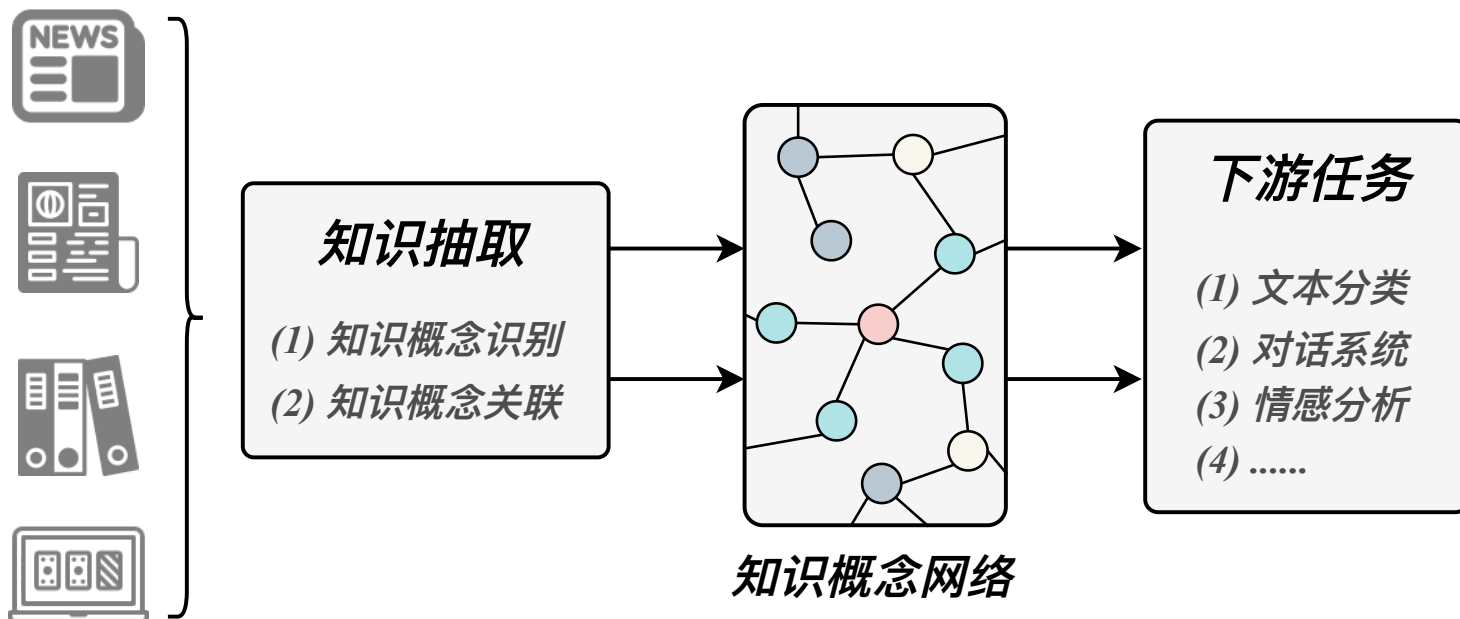 NEWS
知识抽取
(1) 知识概念识别
(2) 知识概念关联
知识概念网络
下游任务
(1) 文本分类
(2) 对话系统
(3) 情感分析
(4) ......